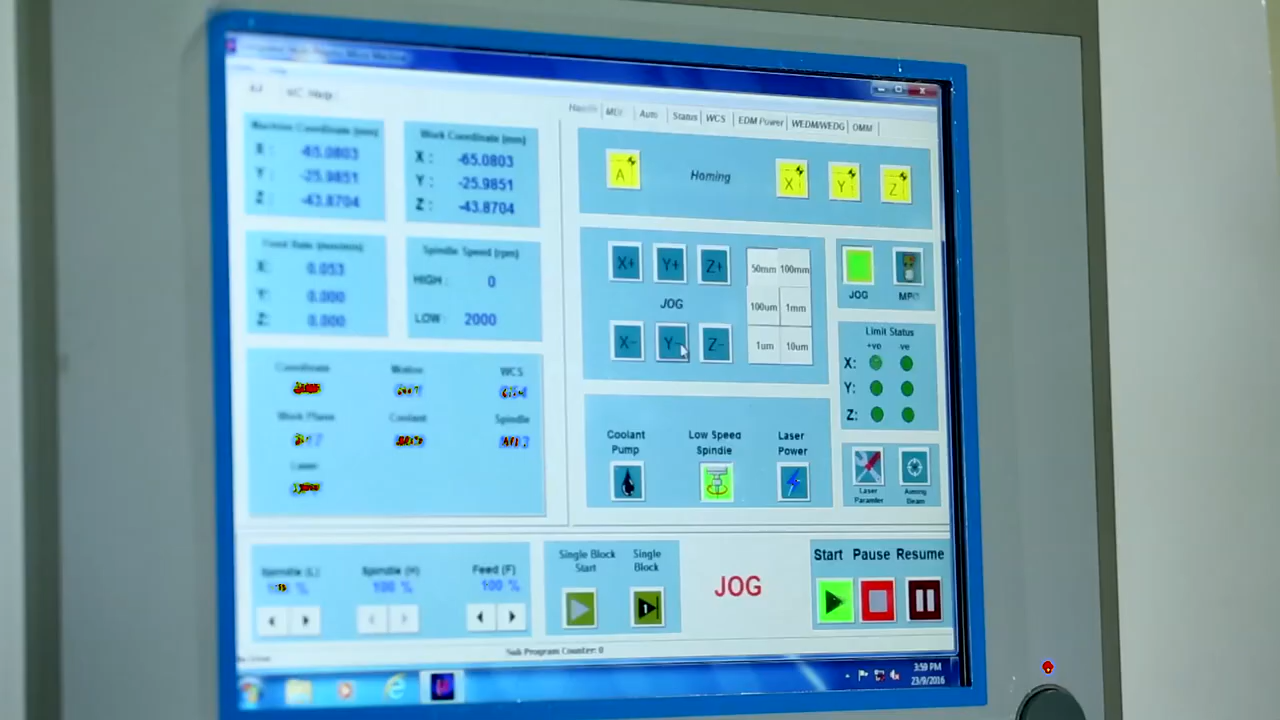 Handle MDI Auto Status WCS EDM Power WEDM/WEDG OMM
Machine Coordinate (mm)
X: -65.0803
Y: -25.9851
Z: -43.8704
Work Coordinate (mm)
X: -65.0803
Y: -25.9851
Z: -43.8704
A Homing X Y Z
Feed Rate (mm/min)
X: 0.053
Y: 0.000
Z: 0.000
Spindle Speed (rpm)
HIGH: 0
LOW: 2000
X+ Y+ Z+
JOG
X- Y- Z-
50mm 100mm
100um 1mm
1um 10um
JOG MPG
Limit Status
+ve ve
X:
Y:
Z:
Coordinate Motion WCS
Work Plane Coolant Spindle
Laser
Coolant Pump
Low Speed Spindle
Laser Power
Laser Paramter
Aiming Beam
Spindle (L) Spindle (H) Feed (F)
% 100 % 100 %
Single Block Start
Single Block
1
JOG
Start Pause Resume
Sub Program Counter: 0
3:59 PM
23/9/2016